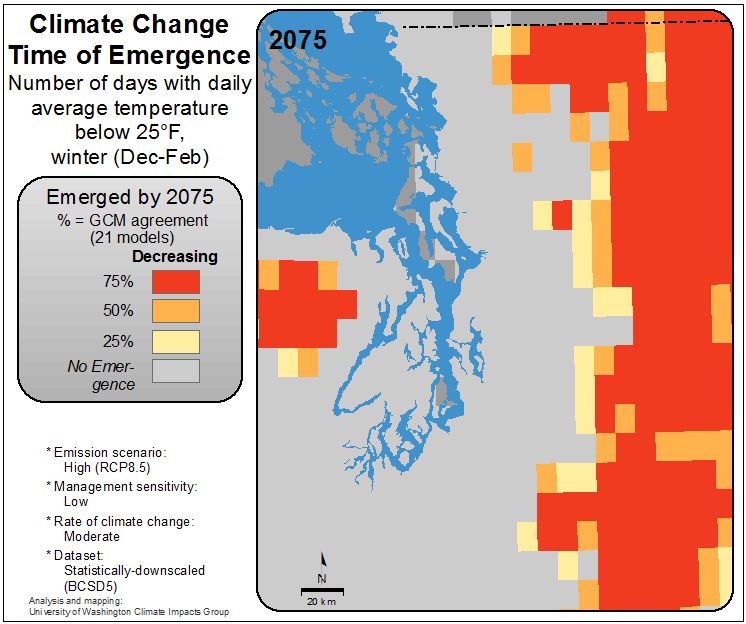 Climate Change
Time of Emergence
Number of days with daily
average temperature
below 25°F,
winter (Dec-Feb)
Emerged by 2075
% = GCM agreement
(21 models)
Decreasing
75%
50%
25%
No Emer-
gence
* Emission scenario:
High (RCP8.5)
* Management sensitivity:
Low
* Rate of climate change:
Moderate
* Dataset:
Statistically-downscaled
(BCSD5)
Analysis and mapping:
University of Washington Climate Impacts Group
2075
N
20 km